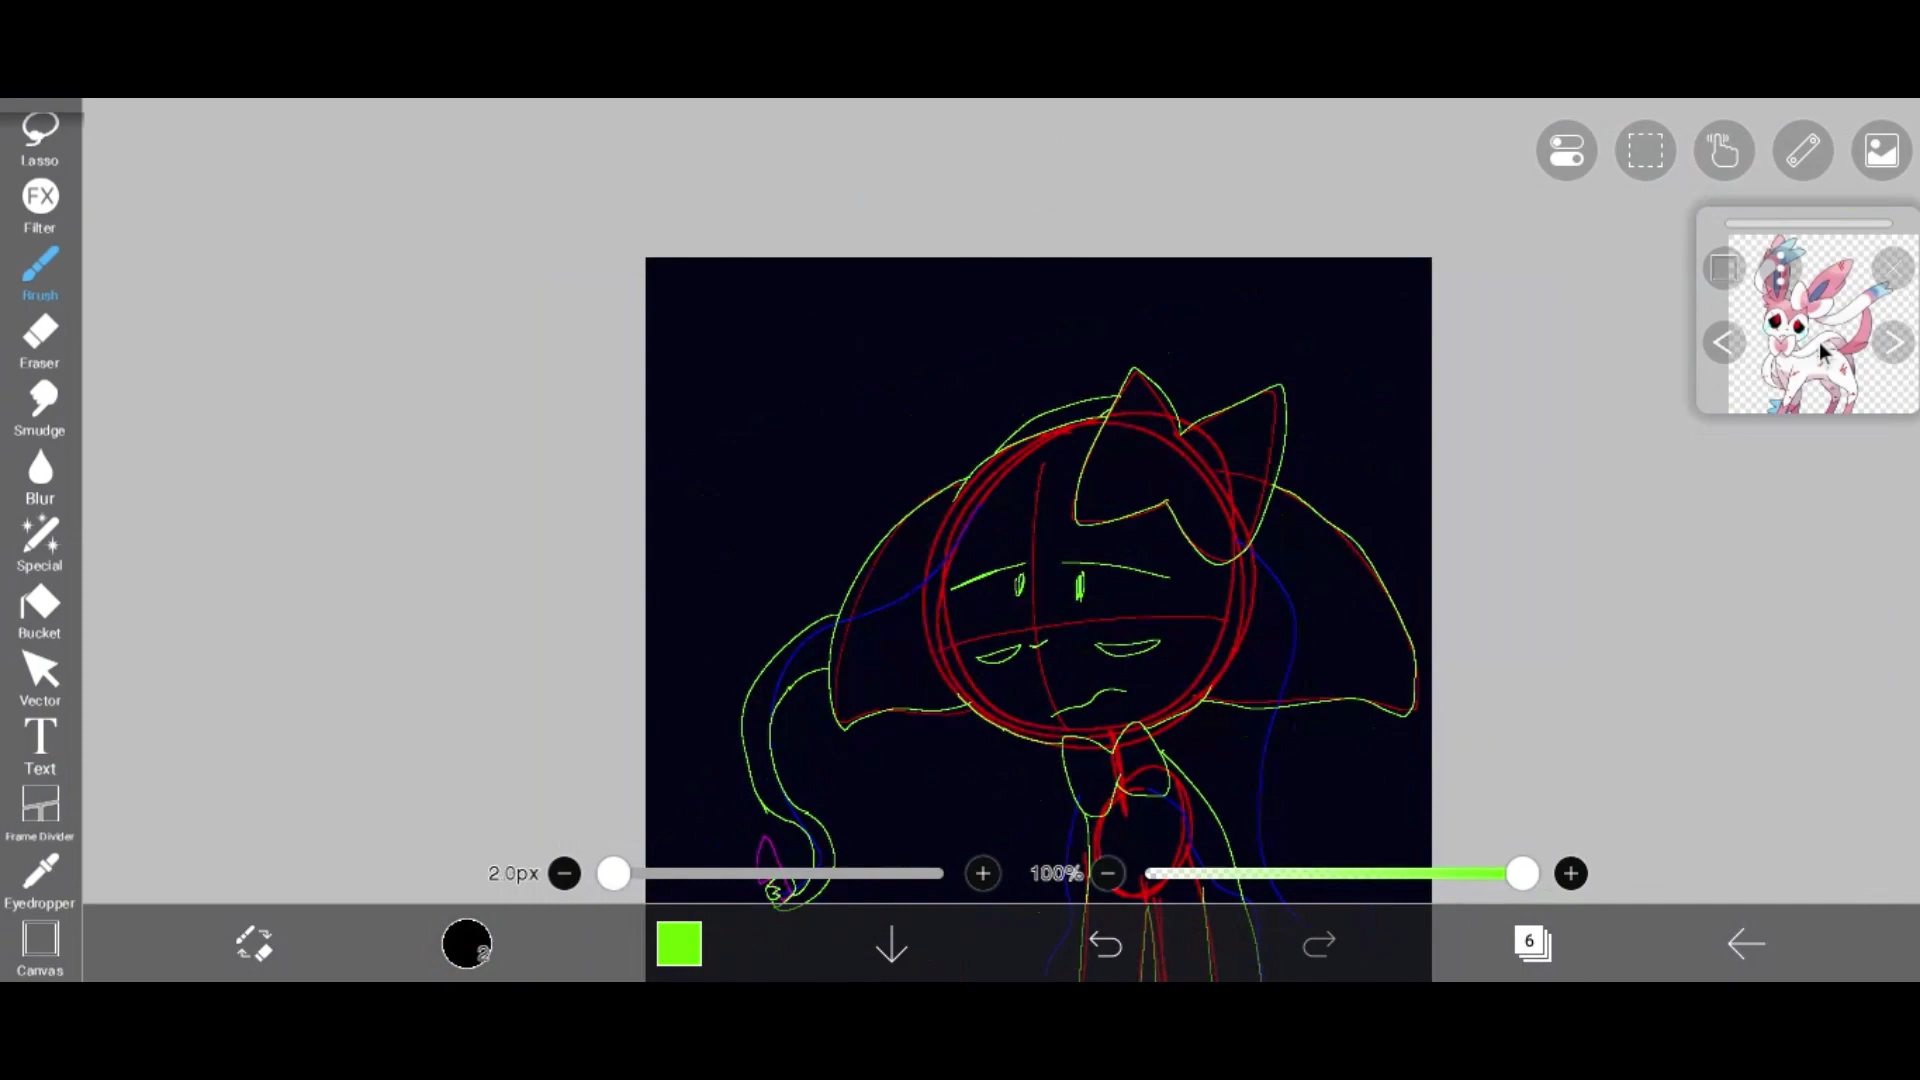 Lasso
FX
Filter
Brush
Eraser
Smudge
Blur
Special
Bucket
Vector
T
Text
Frame Divider
Eyedropper
Canvas
2.0px
100%
2
6